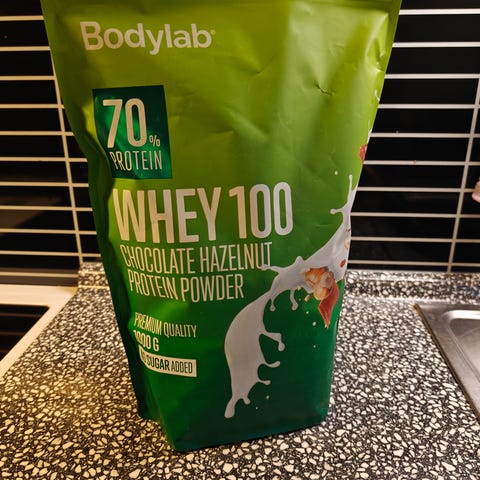 Bodylab®
70%
PROTEIN
WHEY 100
CHOCOLATE HAZELNUT
PROTEIN POWDER
PREMIUM QUALITY
G
SUGAR ADDED